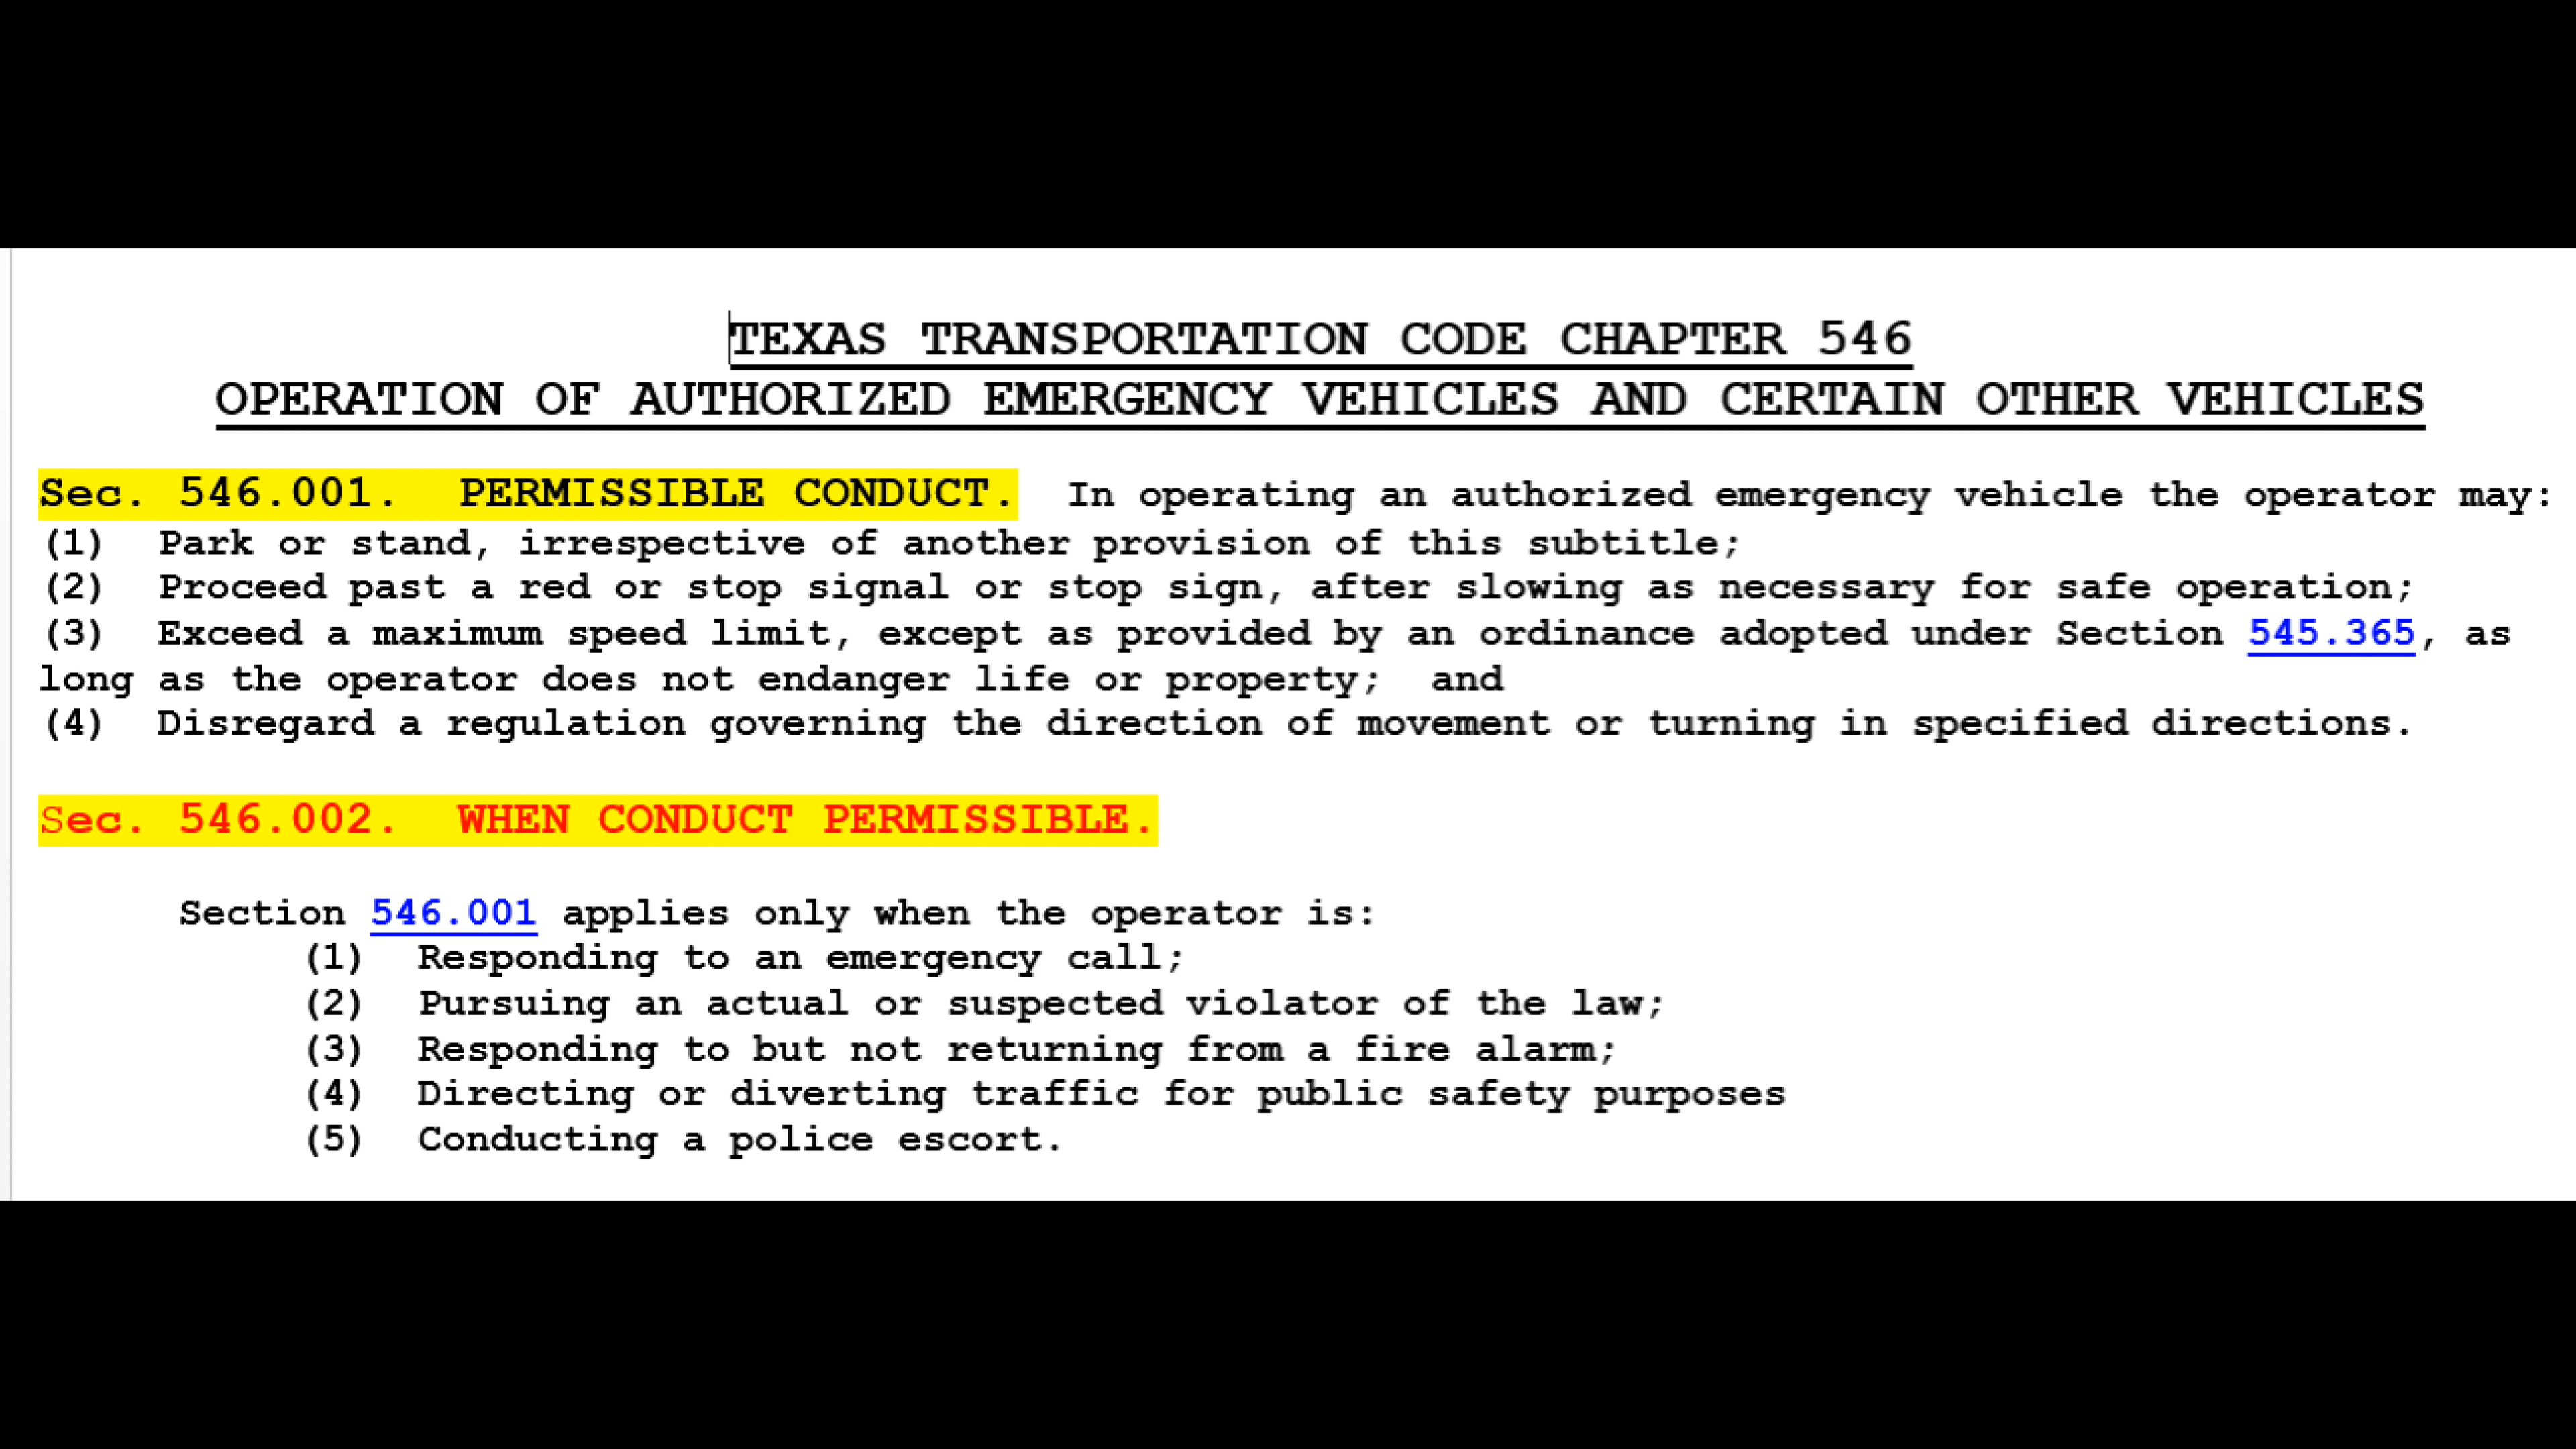 TEXAS TRANSPORTATION CODE CHAPTER 546
OPERATION OF AUTHORIZED EMERGENCY VEHICLES AND CERTAIN OTHER VEHICLES
Sec. 546.001. PERMISSIBLE CONDUCT. In operating an authorized emergency vehicle the operator may:
(1) Park or stand, irrespective of another provision of this subtitle;
(2) Proceed past a red or stop signal or stop sign, after slowing as necessary for safe operation;
(3) Exceed a maximum speed limit, except as provided by an ordinance adopted under Section 545.365, as
long as the operator does not endanger life or property; and
(4) Disregard a regulation governing the direction of movement or turning in specified directions.
Sec. 546.002. WHEN CONDUCT PERMISSIBLE.
Section 546.001 applies only when the operator is:
(1) Responding to an emergency call;
(2) Pursuing an actual or suspected violator of the law;
(3) Responding to but not returning from a fire alarm;
(4) Directing or diverting traffic for public safety purposes
(5) Conducting a police escort.